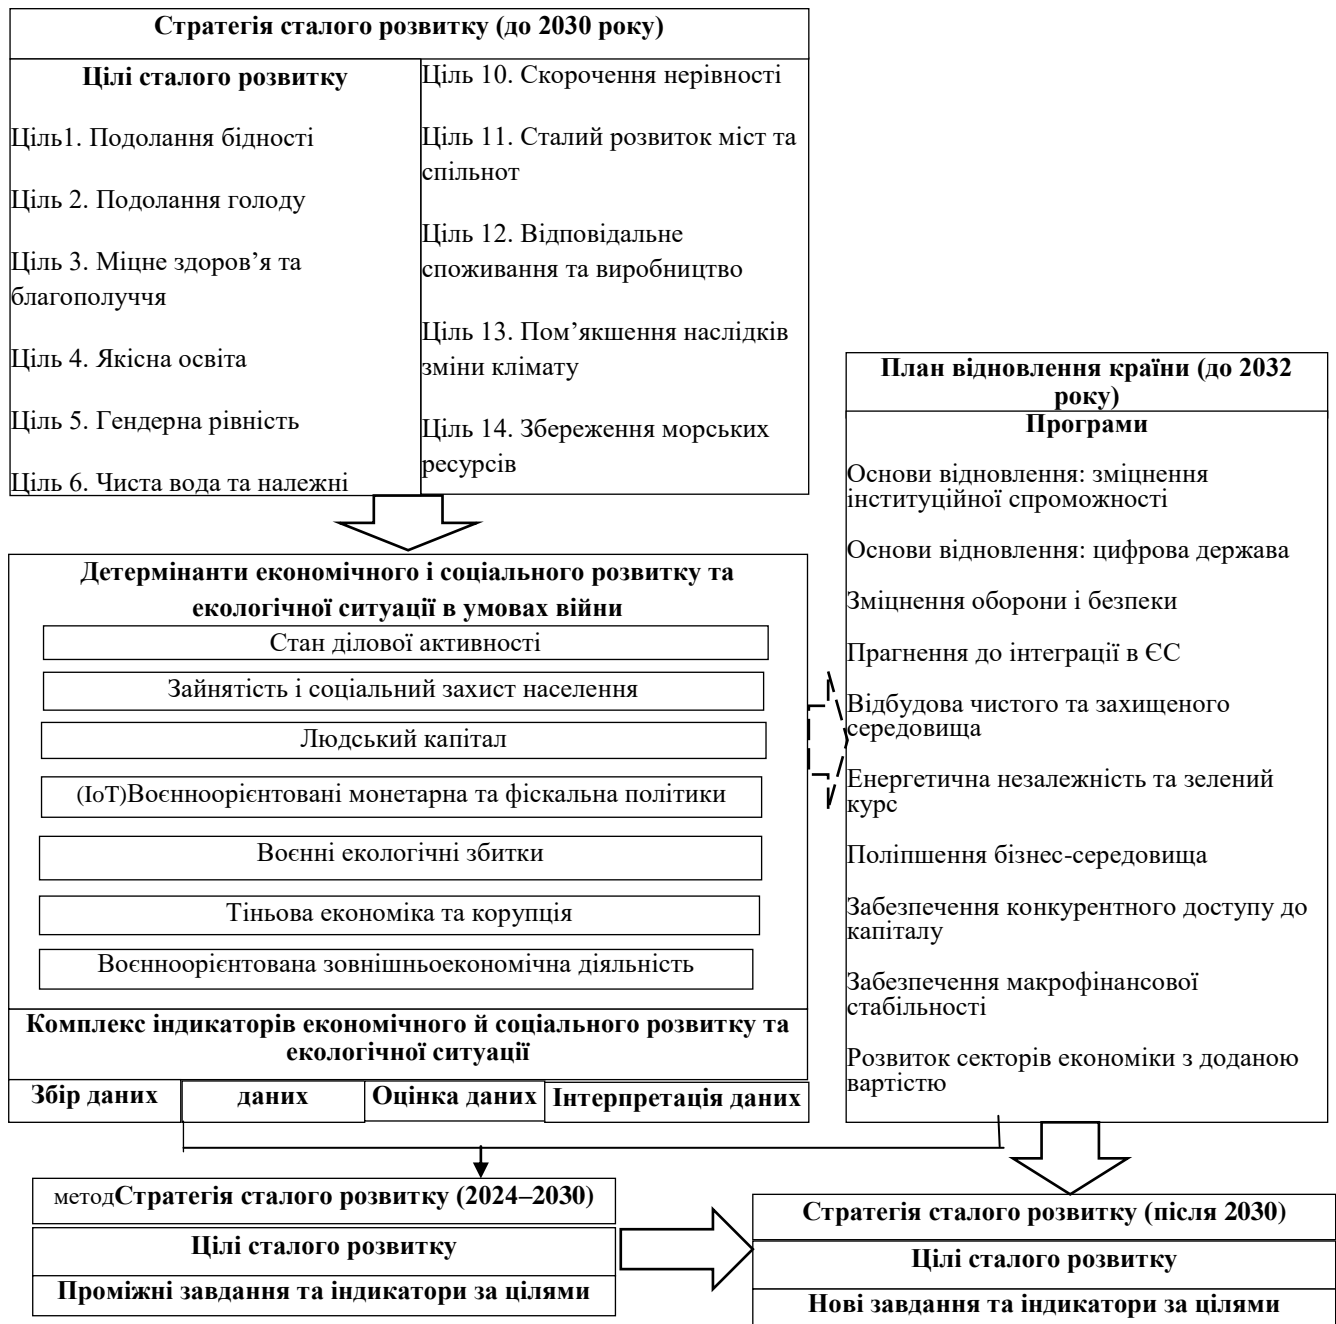 Стратегія сталого розвитку (до 2030 року)
Цілі сталого розвитку
Ціль1. Подолання бідності
Ціль 2. Подолання голоду
Ціль 3. Міцне здоров’я та
благополуччя
Ціль 4. Якісна освіта
Ціль 5. Гендерна рівність
Ціль 6. Чиста вода та належні
Ціль 10. Скорочення нерівності
Ціль 11. Сталий розвиток міст та
спільнот
Ціль 12. Відповідальне
споживання та виробництво
Ціль 13. Пом’якшення наслідків
зміни клімату
Ціль 14. Збереження морських
ресурсів
Детермінанти економічного і соціального розвитку та
екологічної ситуації в умовах війни
Стан ділової активності
Зайнятість і соціальний захист населення
Людський капітал
(IoT)Воєнноорієнтовані монетарна та фіскальна політики
Воєнні екологічні збитки
Тіньова економіка та корупція
Воєнноорієнтована зовнішньоекономічна діяльність
Комплекс індикаторів економічного й соціального розвитку та
екологічної ситуації
Збір даних
даних
Оцінка даних
Інтерпретація даних
План відновлення країни (до 2032
року)
Програми
Основи відновлення: зміцнення
інституційної спроможності
Основи відновлення: цифрова держава
Зміцнення оборони і безпеки
Прагнення до інтеграції в ЄС
Відбудова чистого та захищеного
середовища
Енергетична незалежність та зелений
курс
Поліпшення бізнес-середовища
Забезпечення конкурентного доступу до
капіталу
Забезпечення макрофінансової
стабільності
Розвиток секторів економіки з доданою
вартістю
методСтратегія сталого розвитку (2024–2030)
Цілі сталого розвитку
Проміжні завдання та індикатори за цілями
Стратегія сталого розвитку (після 2030)
Цілі сталого розвитку
Нові завдання та індикатори за цілями